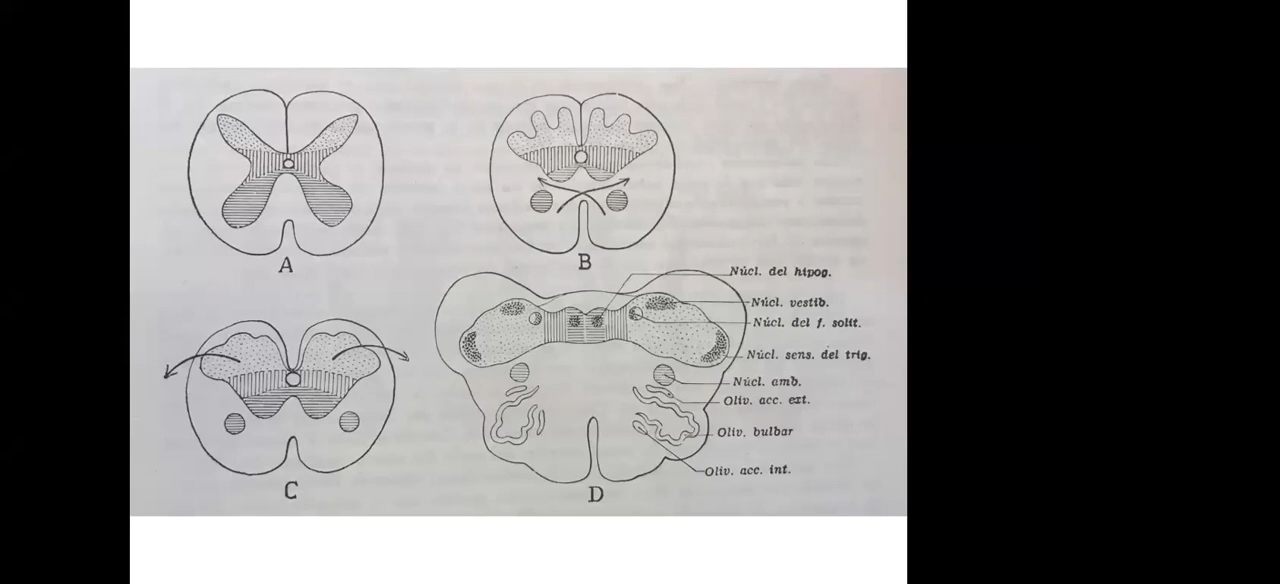 A
B
Núcl. del hipog.
Núcl. vestib.
Núcl. del f. solit.
Núcl. sens. del trig.
Núcl. amb.
Oliv. acc. ext.
Oliv. bulbar
Oliv. acc. int.
C
D